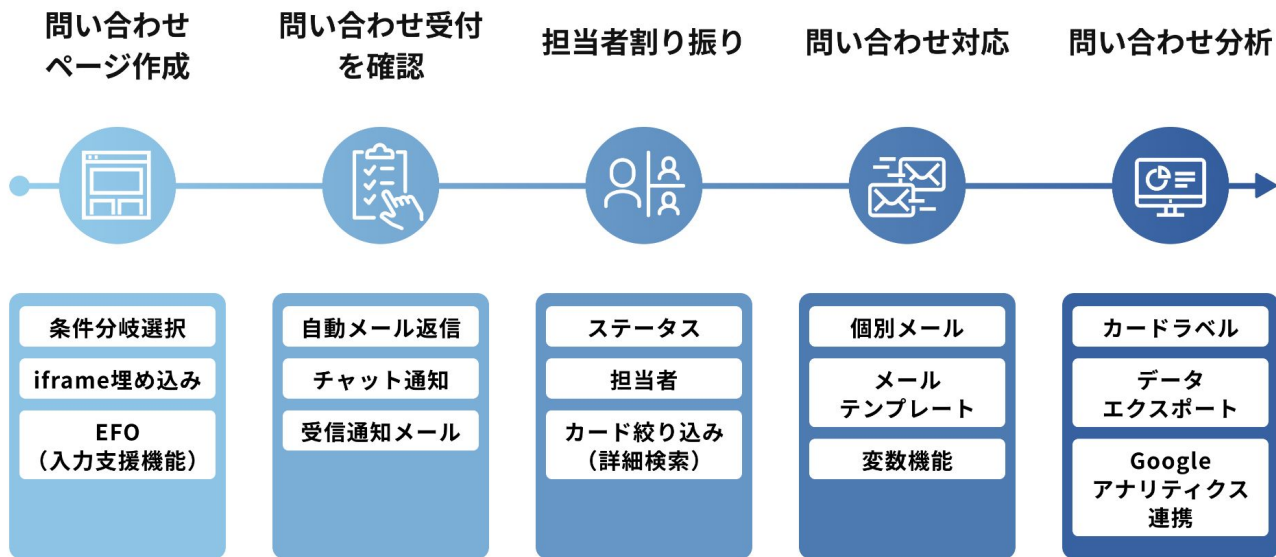 問い合わせ
ページ作成
問い合わせ受付
を確認
担当者割り振り
問い合わせ対応
問い合わせ分析
条件分岐選択
iframe埋め込み
EFO
（入力支援機能）
自動メール返信
チャット通知
受信通知メール
ステータス
担当者
カード絞り込み
（詳細検索）
個別メール
メール
テンプレート
変数機能
カードラベル
データ
エクスポート
Google
アナリティクス
連携